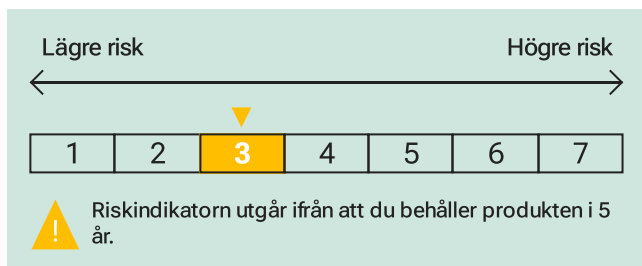 Lägre risk Högre risk
1 2 3 4 5 6 7
Riskindikatorn utgår ifrån att du behåller produkten i 5
år.